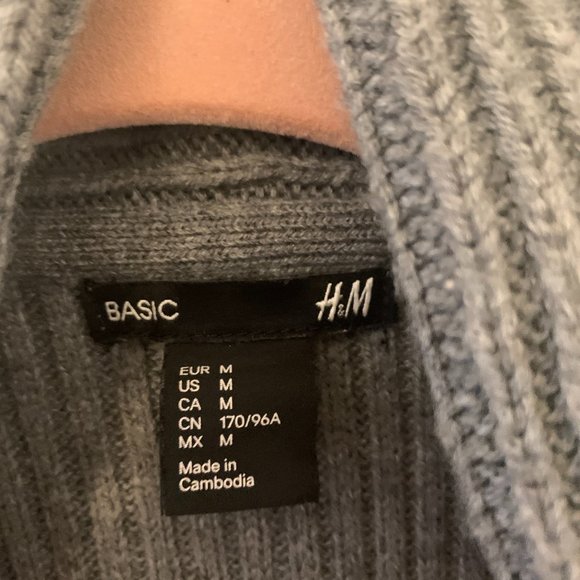 BASIC H&M
EUR M
US M
CA M
CN 170/96A
MX M
Made in
Cambodia